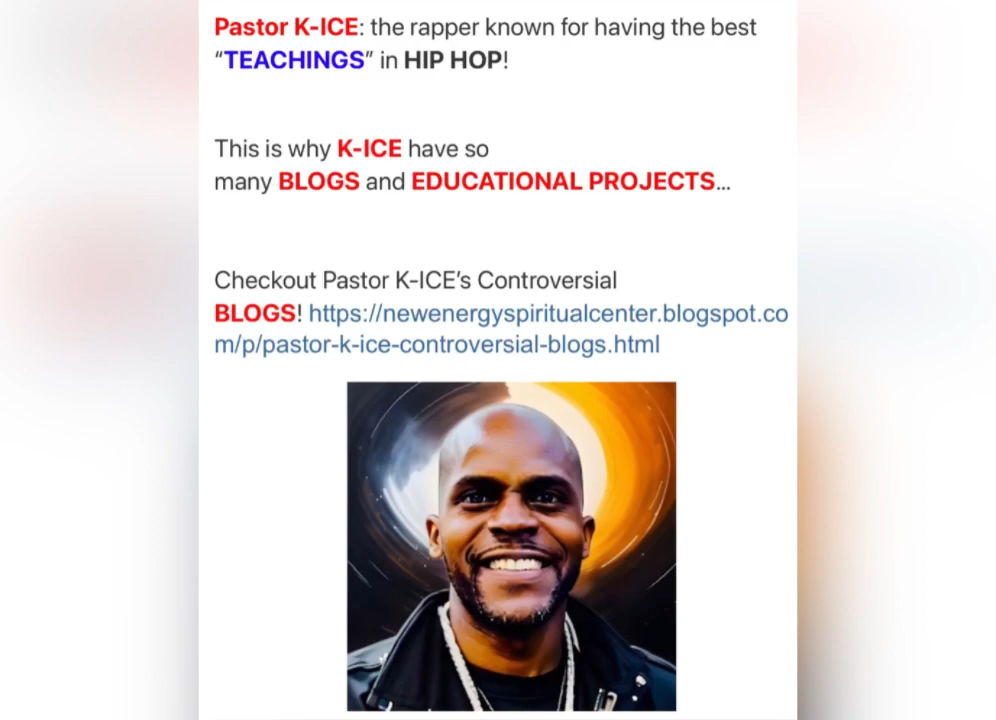 Pastor K-ICE: the rapper known for having the best
“TEACHINGS” in HIP HOP!
This is why K-ICE have so
many BLOGS and EDUCATIONAL PROJECTS...
Checkout Pastor K-ICE’s Controversial
BLOGS! https://newenergyspiritualcenter.blogspot.co
m/p/pastor-k-ice-controversial-blogs.html